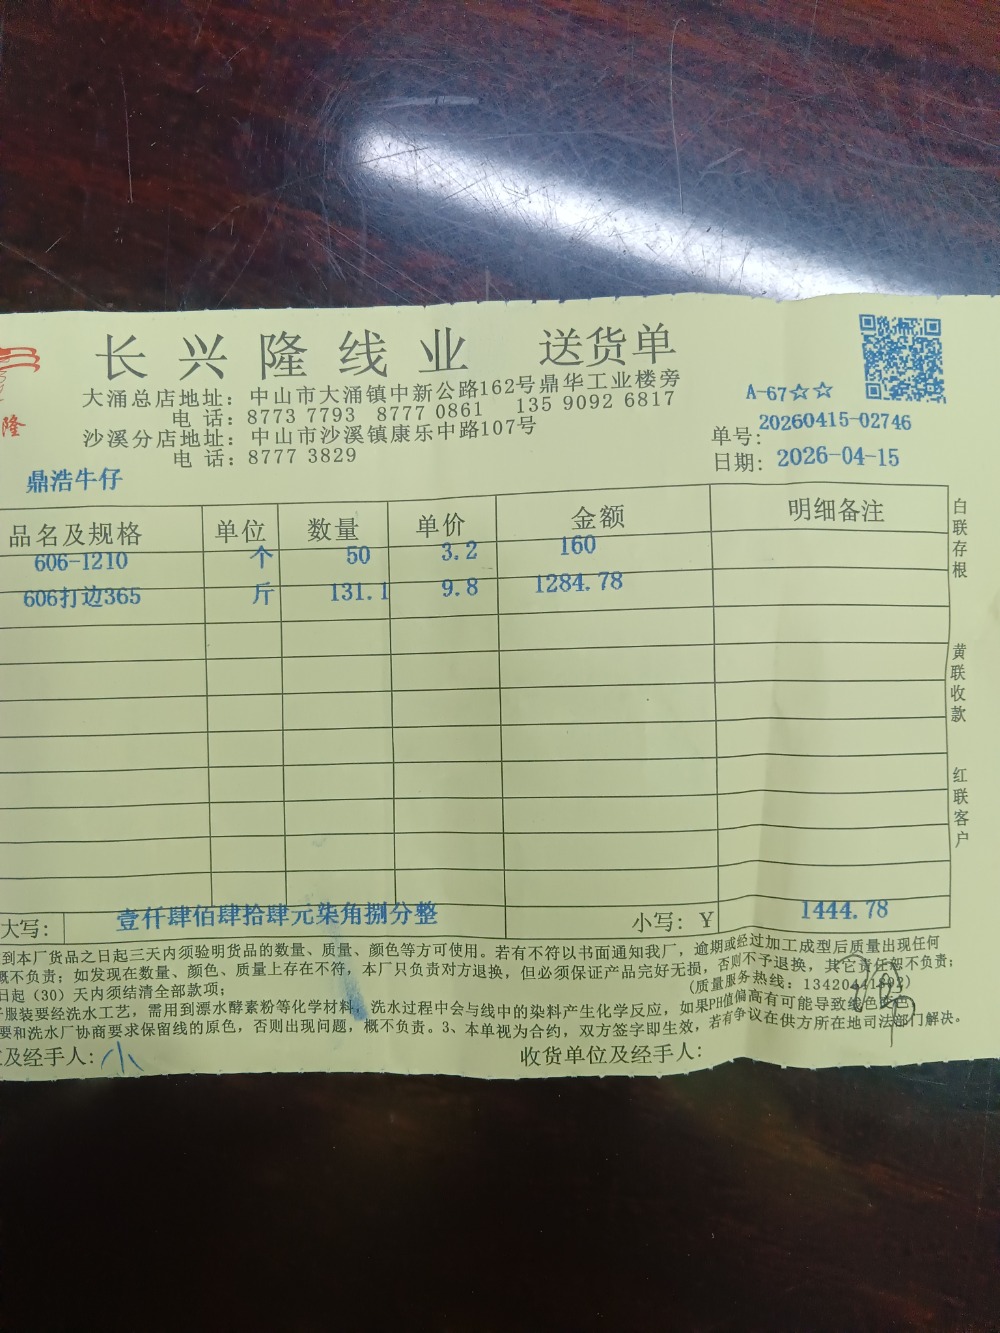 隆
长兴隆线业 送货单
大涌总店地址：中山市大涌镇中新公路162号鼎华工业楼旁
电 话：8773 7793 8777 0861 135 9092 6817
沙溪分店地址：中山市沙溪镇康乐中路107号
电 话：8777 3829
A-67☆☆
单号：20260415-02746
日期：2026-04-15
鼎浩牛仔
品名及规格 单位 数量 单价 金额 明细备注
606-1210 个 50 3.2 160
606打边365 斤 131.1 9.8 1284.78
白联存根
黄联收款
红联客户
大写： 壹仟肆佰肆拾肆元柒角捌分整 小写：Y 1444.78
到本厂货品之日起三天内须验明货品的数量、质量、颜色等方可使用。若有不符以书面通知我厂，逾期或经过加工成型后质量出现任何
概不负责；如发现在数量、颜色、质量上存在不符，本厂只负责对方退换，但必须保证产品完好无损，否则不予退换，其它责任恕不负责；
日起（30）天内须结清全部款项； (质量服务热线：13420441892)
服装要经洗水工艺，需用到漂水酵素粉等化学材料，洗水过程中会与线中的染料产生化学反应，如果PH值偏高有可能导致线色变色，
要和洗水厂协商要求保留线的原色，否则出现问题，概不负责。3、本单视为合约，双方签字即生效，若有争议在供方所在地司法部门解决。
及经手人：小 收货单位及经手人：